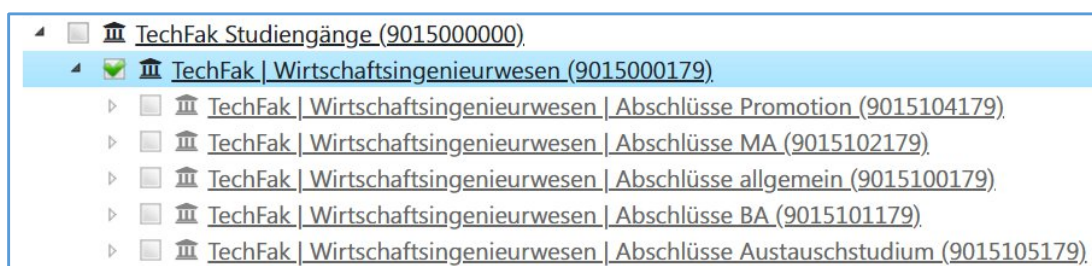 TechFak Studiengänge (9015000000)
TechFak | Wirtschaftsingenieurwesen (9015000179)
TechFak | Wirtschaftsingenieurwesen | Abschlüsse Promotion (9015104179)
TechFak | Wirtschaftsingenieurwesen | Abschlüsse MA (9015102179)
TechFak | Wirtschaftsingenieurwesen | Abschlüsse allgemein (9015100179)
TechFak | Wirtschaftsingenieurwesen | Abschlüsse BA (9015101179)
TechFak | Wirtschaftsingenieurwesen | Abschlüsse Austauschstudium (9015105179)